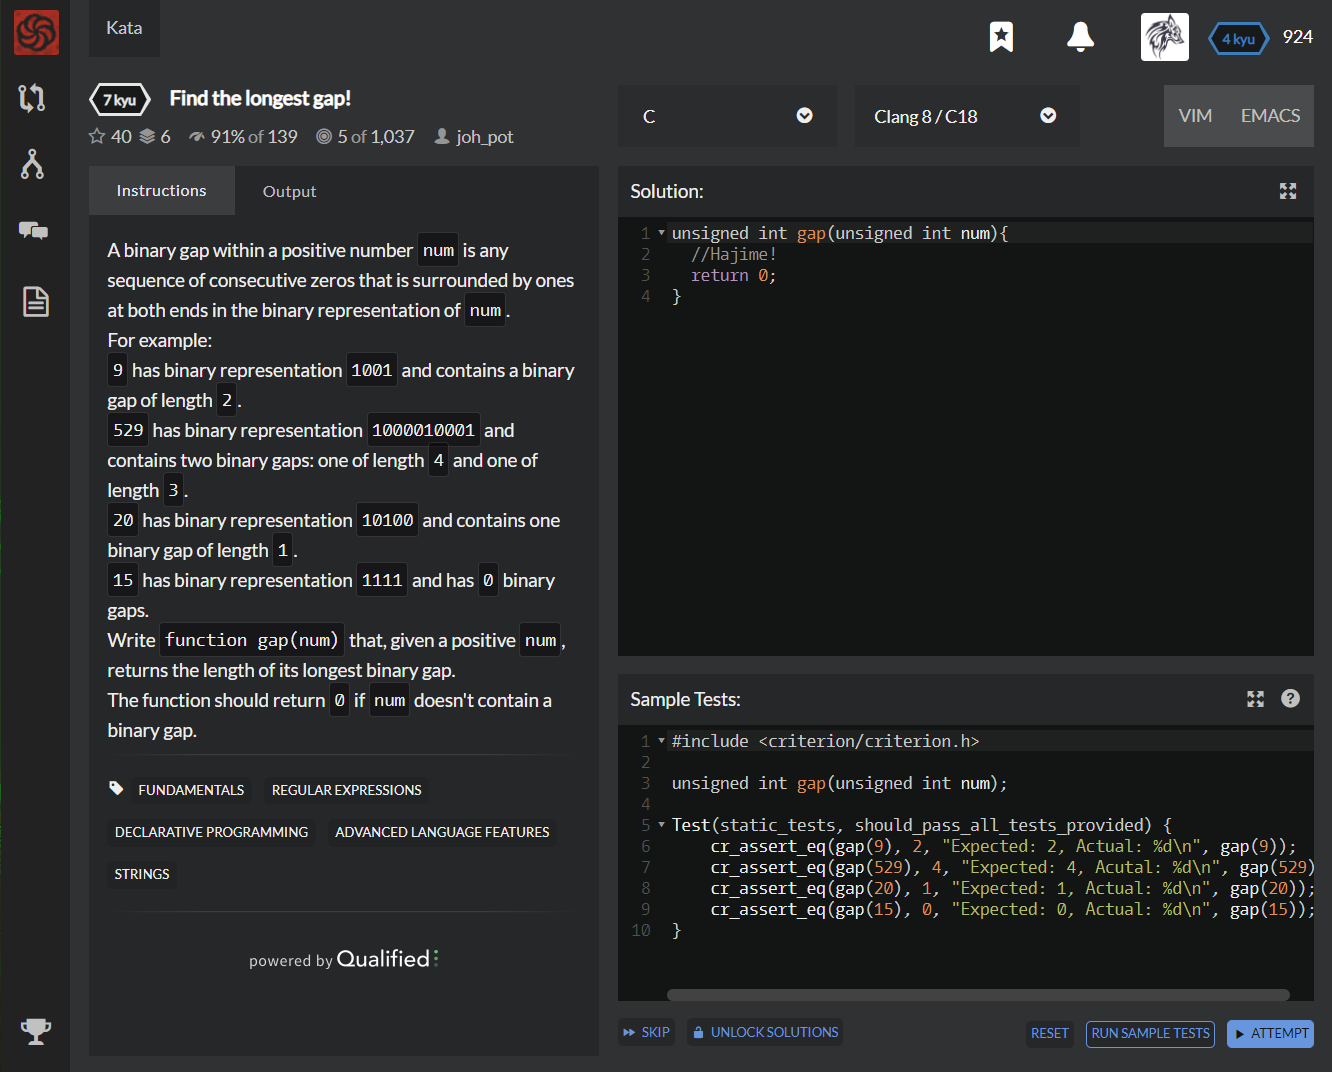 Kata
4 kyu 924
7 kyu Find the longest gap!
40 6 91% of 139 5 of 1,037 joh_pot
C
Clang 8 / C18
VIM EMACS
Instructions Output
A binary gap within a positive number num is any
sequence of consecutive zeros that is surrounded by ones
at both ends in the binary representation of num .
For example:
9 has binary representation 1001 and contains a binary
gap of length 2 .
529 has binary representation 1000010001 and
contains two binary gaps: one of length 4 and one of
length 3 .
20 has binary representation 10100 and contains one
binary gap of length 1 .
15 has binary representation 1111 and has 0 binary
gaps.
Write function gap(num) that, given a positive num ,
returns the length of its longest binary gap.
The function should return 0 if num doesn't contain a
binary gap.
FUNDAMENTALS REGULAR EXPRESSIONS
DECLARATIVE PROGRAMMING ADVANCED LANGUAGE FEATURES
STRINGS
powered by Qualified
Solution:
1 unsigned int gap(unsigned int num){
2 //Hajime!
3 return 0;
4 }
Sample Tests:
1 #include <criterion/criterion.h>
2
3 unsigned int gap(unsigned int num);
4
5 Test(static_tests, should_pass_all_tests_provided) {
6 cr_assert_eq(gap(9), 2, "Expected: 2, Actual: %d\n", gap(9));
7 cr_assert_eq(gap(529), 4, "Expected: 4, Acutal: %d\n", gap(529)
8 cr_assert_eq(gap(20), 1, "Expected: 1, Actual: %d\n", gap(20));
9 cr_assert_eq(gap(15), 0, "Expected: 0, Actual: %d\n", gap(15));
10 }
SKIP UNLOCK SOLUTIONS RESET RUN SAMPLE TESTS ATTEMPT